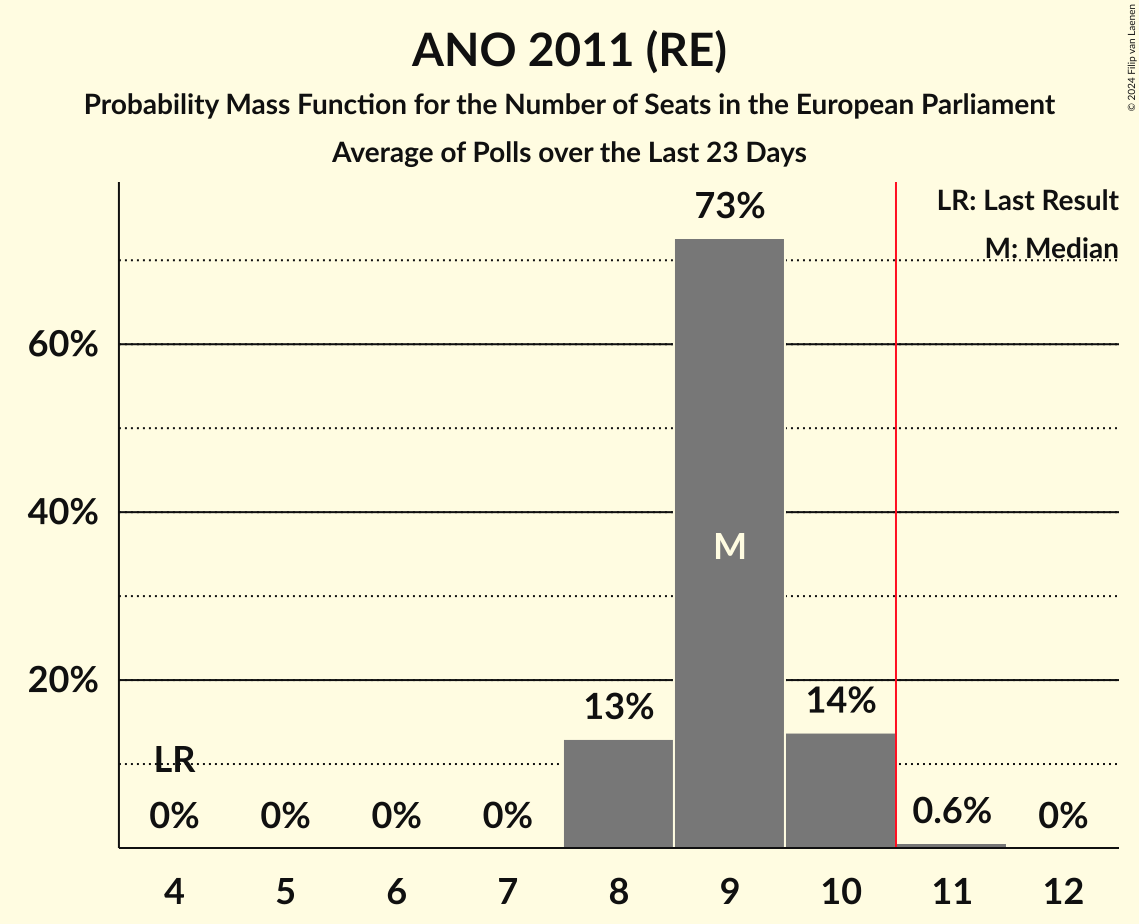 ANO 2011 (RE)
Probability Mass Function for the Number of Seats in the European Parliament
Average of Polls over the Last 23 Days
© 2024 Filip van Laenen
LR: Last Result
M: Median
73%
60%
40%
M
20%
13%
14%
LR
0%
0%
0%
0%
0.6%
0%
4 5 6 7 8 9 10 11 12